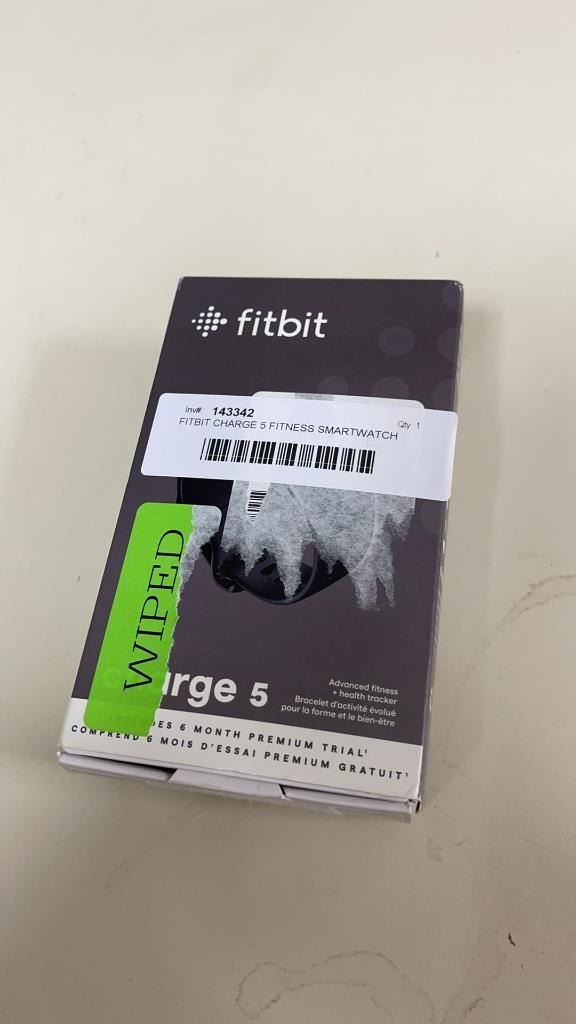 fitbit
Inv#: 143342
Qty 1
FITBIT CHARGE 5 FITNESS SMARTWATCH
WIPED
arge 5
Advanced fitness
+ health tracker
Bracelet d'activité évolué
pour la forme et le bien-être
INCLUDES 6 MONTH PREMIUM TRIAL¹
COMPREND 6 MOIS D'ESSAI PREMIUM GRATUIT¹